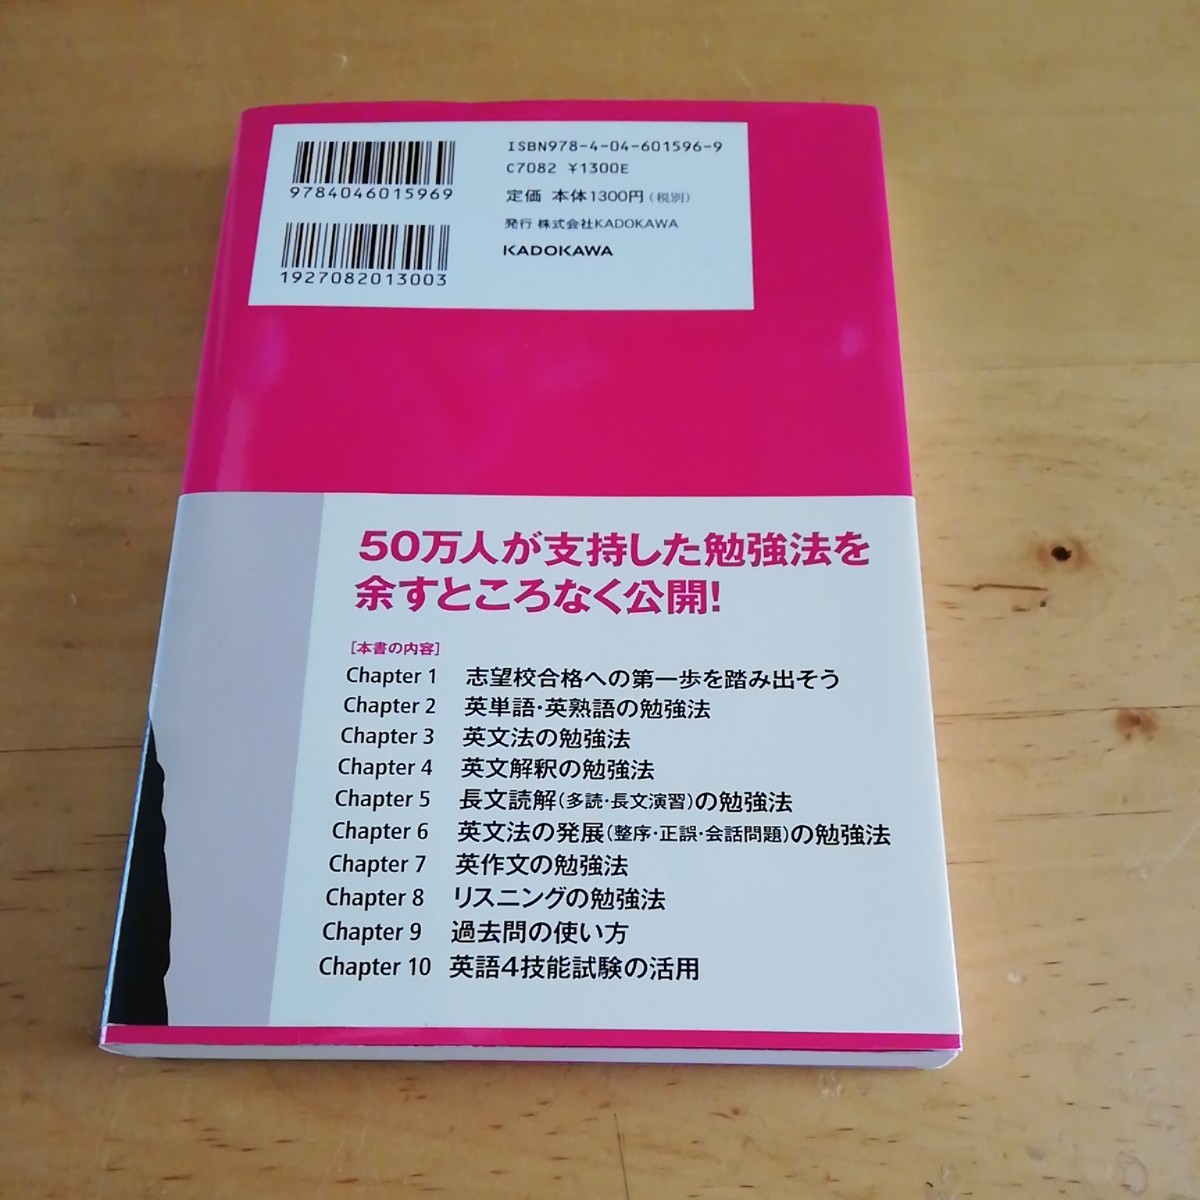 9784046015969
1927082013003
ISBN978-4-04-601596-9
C7082 ¥1300E
定価 本体1300円(税別)
発行 株式会社KADOKAWA
KADOKAWA
50万人が支持した勉強法を
余すところなく公開!
[本書の内容]
Chapter 1 志望校合格への第一歩を踏み出そう
Chapter 2 英単語・英熟語の勉強法
Chapter 3 英文法の勉強法
Chapter 4 英文解釈の勉強法
Chapter 5 長文読解(多読・長文演習)の勉強法
Chapter 6 英文法の発展(整序・正誤・会話問題)の勉強法
Chapter 7 英作文の勉強法
Chapter 8 リスニングの勉強法
Chapter 9 過去問の使い方
Chapter 10 英語4技能試験の活用